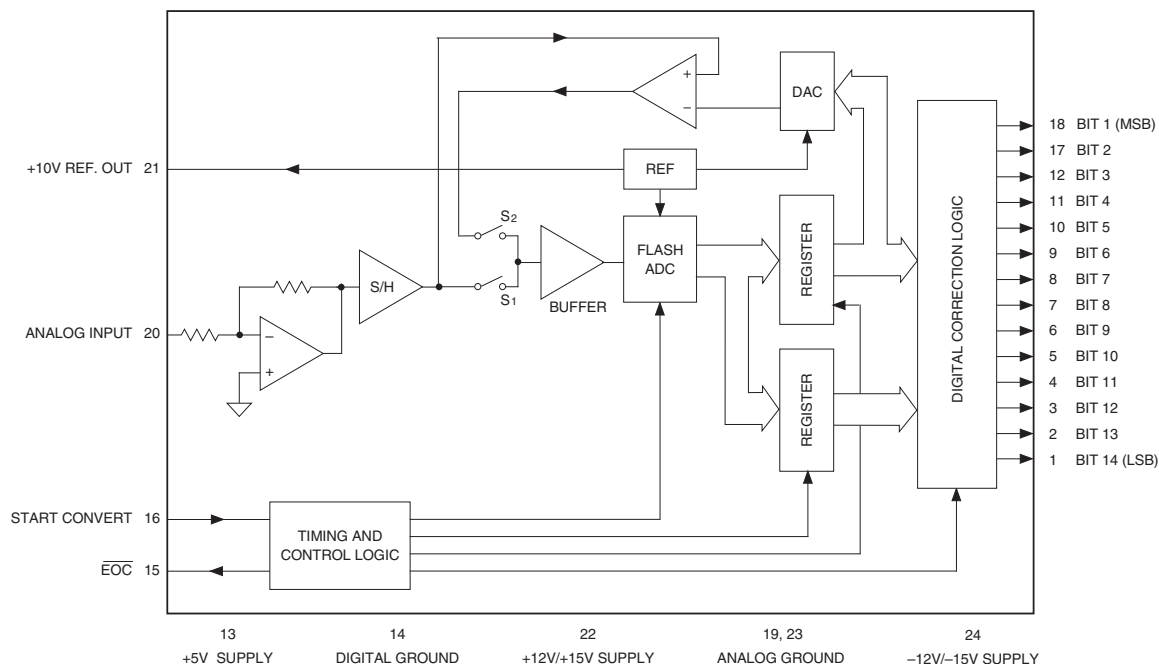 +
–
DAC
18 BIT 1 (MSB)
17 BIT 2
12 BIT 3
11 BIT 4
10 BIT 5
9 BIT 6
8 BIT 7
7 BIT 8
6 BIT 9
5 BIT 10
4 BIT 11
3 BIT 12
2 BIT 13
1 BIT 14 (LSB)
+10V REF. OUT 21
REF
S2
S1
BUFFER
FLASH
ADC
REGISTER
REGISTER
DIGITAL CORRECTION LOGIC
S/H
ANALOG INPUT 20
–
+
START CONVERT 16
EOC 15
TIMING AND
CONTROL LOGIC
13
+5V SUPPLY
14
DIGITAL GROUND
22
+12V/+15V SUPPLY
19, 23
ANALOG GROUND
24
–12V/–15V SUPPLY